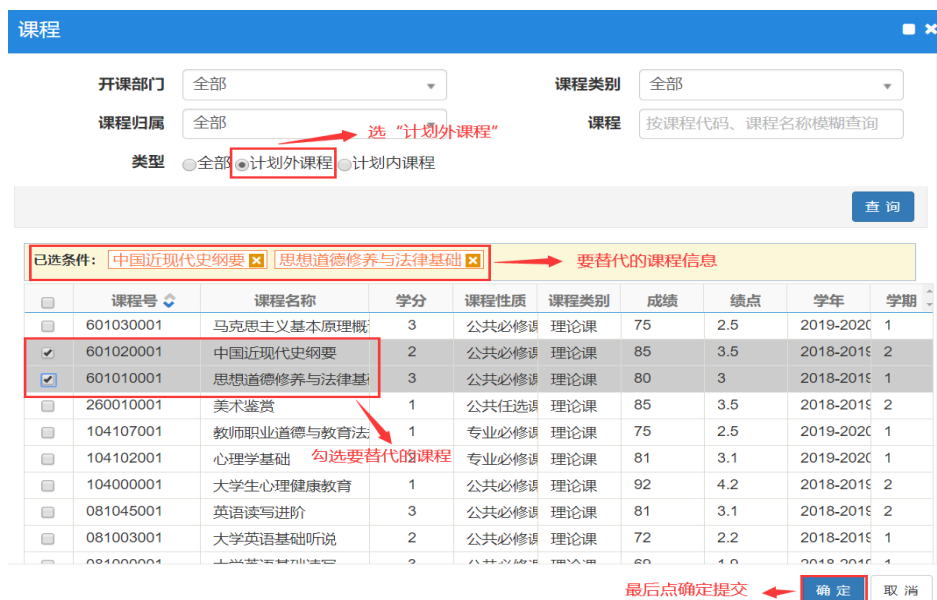 课程
开课部门 全部 课程类别 全部
课程归属 全部 选“计划外课程” 课程 按课程代码、课程名称模糊查询
类型 全部 计划外课程 计划内课程
查询
已选条件: 中国近现代史纲要 思想道德修养与法律基础 要替代的课程信息
课程号 课程名称 学分 课程性质 课程类别 成绩 绩点 学年 学期
601030001 马克思主义基本原理概 3 公共必修课 理论课 75 2.5 2019-2020 1
601020001 中国近现代史纲要 2 公共必修课 理论课 85 3.5 2018-2019 2
601010001 思想道德修养与法律基础 3 公共必修课 理论课 80 3 2018-2019 1
260010001 美术鉴赏 1 公共任选课 理论课 85 3.5 2018-2019 2
104107001 教师职业道德与教育法 1 专业必修课 理论课 75 2.5 2019-2020 1
104102001 心理学基础 勾选要替代的课程 2 专业必修课 理论课 81 3.1 2019-2020 1
104000001 大学生心理健康教育 1 公共必修课 理论课 92 4.2 2018-2019 2
081045001 英语读写进阶 3 公共必修课 理论课 81 3.1 2018-2019 2
081003001 大学英语基础听说 2 公共必修课 理论课 72 2.2 2018-2019 1
最后点确定提交 确定 取消